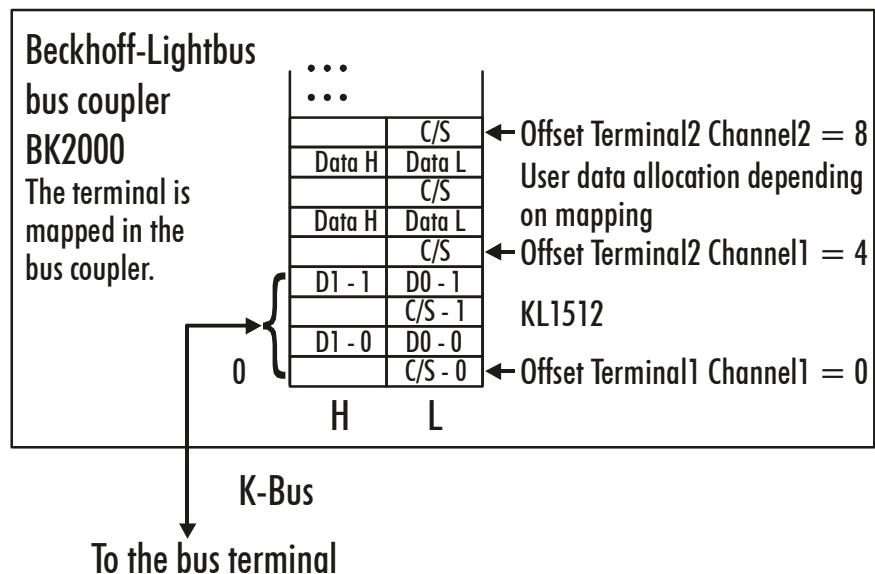 Beckhoff-Lightbus
bus coupler
BK2000
The terminal is
mapped in the
bus coupler.
C/S
Data H Data L
C/S
Data H Data L
C/S
D1 - 1 D0 - 1
C/S - 1
D1 - 0 D0 - 0
0 C/S - 0
H L
Offset Terminal2 Channel2 = 8
User data allocation depending
on mapping
Offset Terminal2 Channel1 = 4
KL1512
Offset Terminal1 Channel1 = 0
K-Bus
To the bus terminal